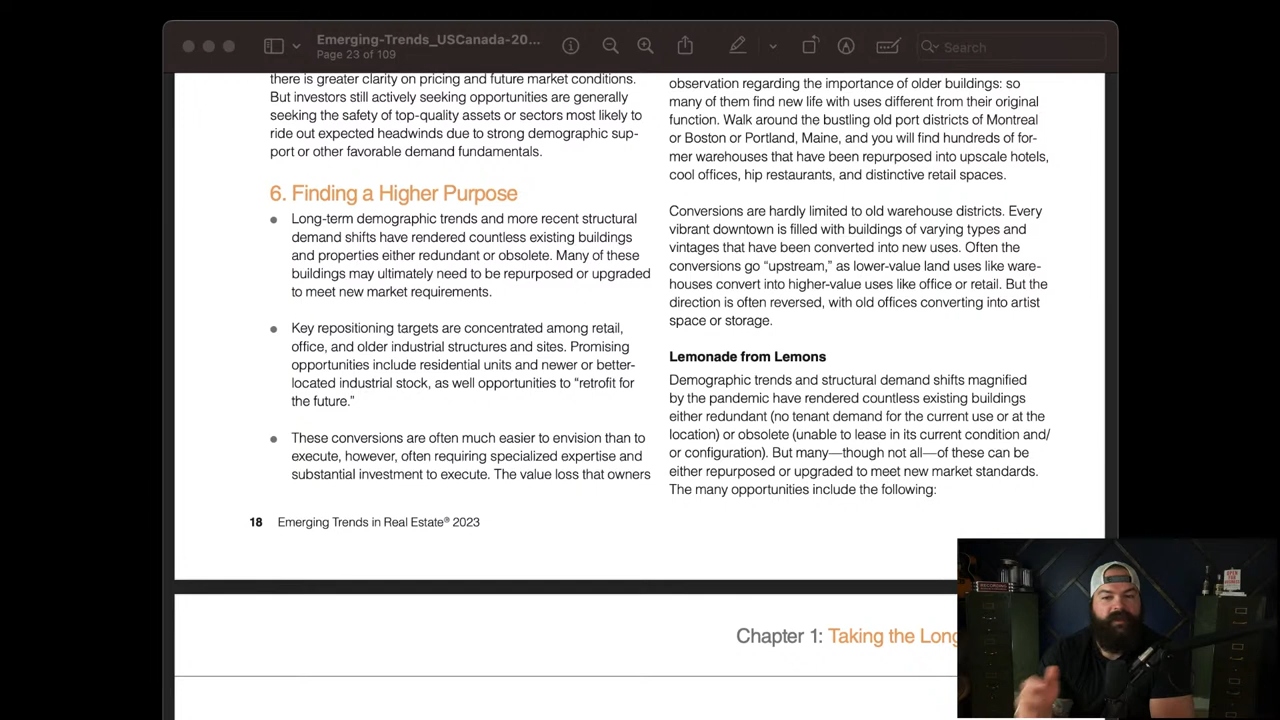 Emerging-Trends_USCanada-20...
Page 23 of 109
Search
there is greater clarity on pricing and future market conditions.
But investors still actively seeking opportunities are generally
seeking the safety of top-quality assets or sectors most likely to
ride out expected headwinds due to strong demographic sup-
port or other favorable demand fundamentals.
6. Finding a Higher Purpose
Long-term demographic trends and more recent structural
demand shifts have rendered countless existing buildings
and properties either redundant or obsolete. Many of these
buildings may ultimately need to be repurposed or upgraded
to meet new market requirements.
Key repositioning targets are concentrated among retail,
office, and older industrial structures and sites. Promising
opportunities include residential units and newer or better-
located industrial stock, as well opportunities to “retrofit for
the future.”
These conversions are often much easier to envision than to
execute, however, often requiring specialized expertise and
substantial investment to execute. The value loss that owners
18 Emerging Trends in Real Estate® 2023
observation regarding the importance of older buildings: so
many of them find new life with uses different from their original
function. Walk around the bustling old port districts of Montreal
or Boston or Portland, Maine, and you will find hundreds of for-
mer warehouses that have been repurposed into upscale hotels,
cool offices, hip restaurants, and distinctive retail spaces.
Conversions are hardly limited to old warehouse districts. Every
vibrant downtown is filled with buildings of varying types and
vintages that have been converted into new uses. Often the
conversions go “upstream,” as lower-value land uses like ware-
houses convert into higher-value uses like office or retail. But the
direction is often reversed, with old offices converting into artist
space or storage.
Lemonade from Lemons
Demographic trends and structural demand shifts magnified
by the pandemic have rendered countless existing buildings
either redundant (no tenant demand for the current use or at the
location) or obsolete (unable to lease in its current condition and/
or configuration). But many—though not all—of these can be
either repurposed or upgraded to meet new market standards.
The many opportunities include the following:
Chapter 1: Taking the Long
RECORDING
OPEN
FOR
BUSINESS